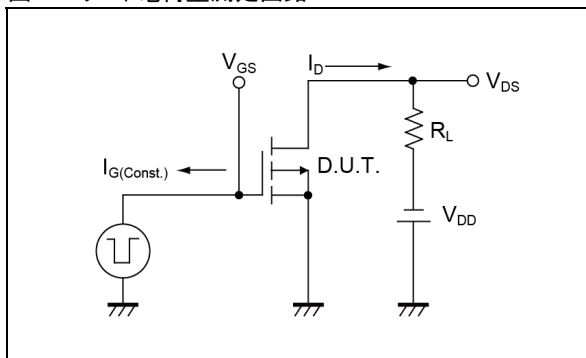 V_GS
I_D
V_DS
I_G(Const.)
D.U.T.
R_L
V_DD